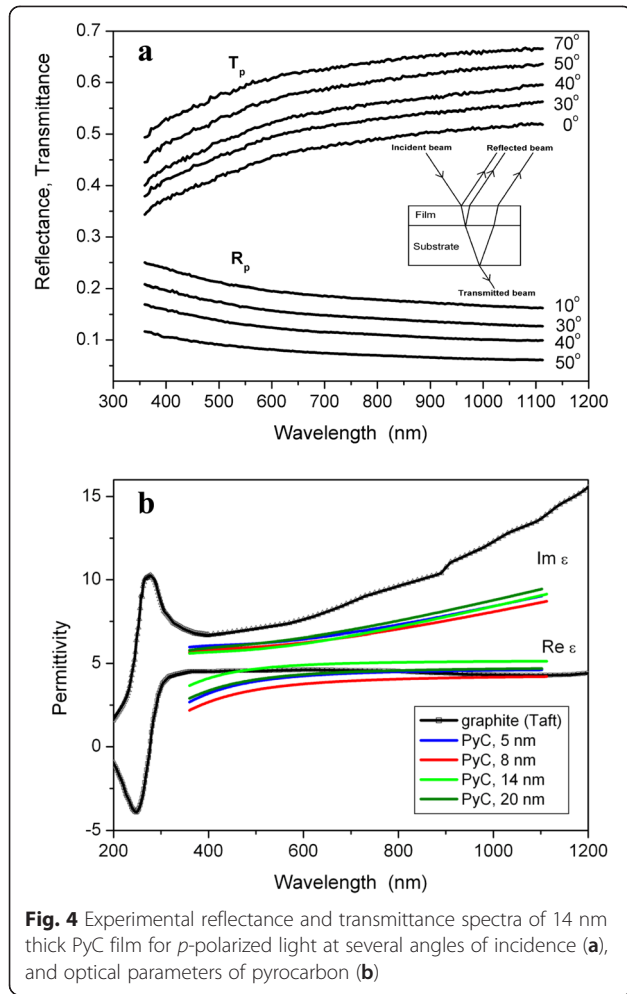 0.7
0.6
0.5
0.4
0.3
0.2
0.1
Reflectance, Transmittance
a
Tp
70°
50°
40°
30°
0°
Incident beam
Reflected beam
Film
Substrate
Transmitted beam
Rp
10°
30°
40°
50°
300 400 500 600 700 800 900 1000 1100 1200
Wavelength (nm)
15
10
5
0
-5
Permittivity
b
Im ε
Re ε
graphite (Taft)
PyC, 5 nm
PyC, 8 nm
PyC, 14 nm
PyC, 20 nm
200 400 600 800 1000 1200
Wavelength (nm)
Fig. 4 Experimental reflectance and transmittance spectra of 14 nm
thick PyC film for p-polarized light at several angles of incidence (a),
and optical parameters of pyrocarbon (b)